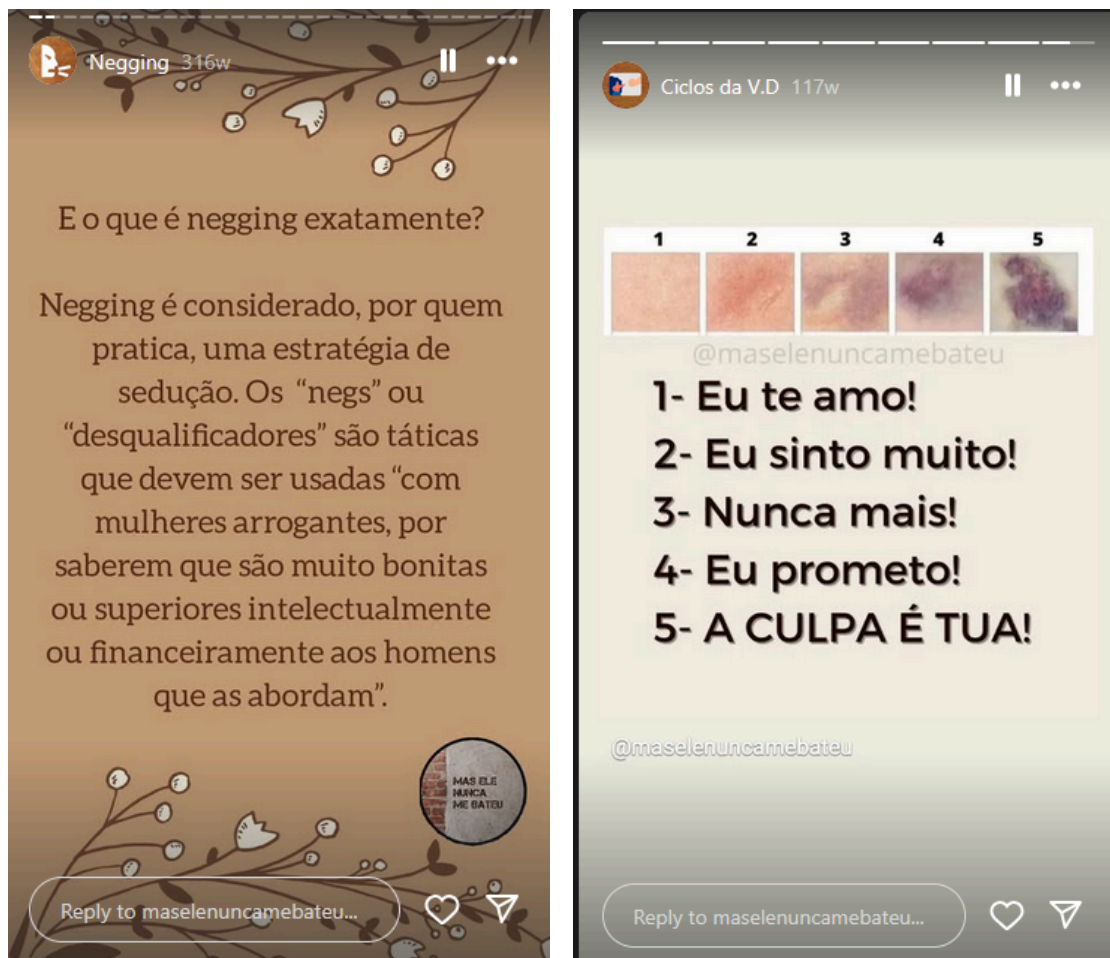 Negging 316w
E o que é negging exatamente?
Negging é considerado, por quem
pratica, uma estratégia de
sedução. Os “negs” ou
“desqualificadores” são táticas
que devem ser usadas “com
mulheres arrogantes, por
saberem que são muito bonitas
ou superiores intelectualmente
ou financeiramente aos homens
que as abordam”.
MAS ELE
NUNCA
ME BATEU
Reply to maselenuncamebateu...
Ciclos da V.D 117w
1 2 3 4 5
@maselenuncamebateu
1- Eu te amo!
2- Eu sinto muito!
3- Nunca mais!
4- Eu prometo!
5- A CULPA É TUA!
@maselenuncamebateu
Reply to maselenuncamebateu...